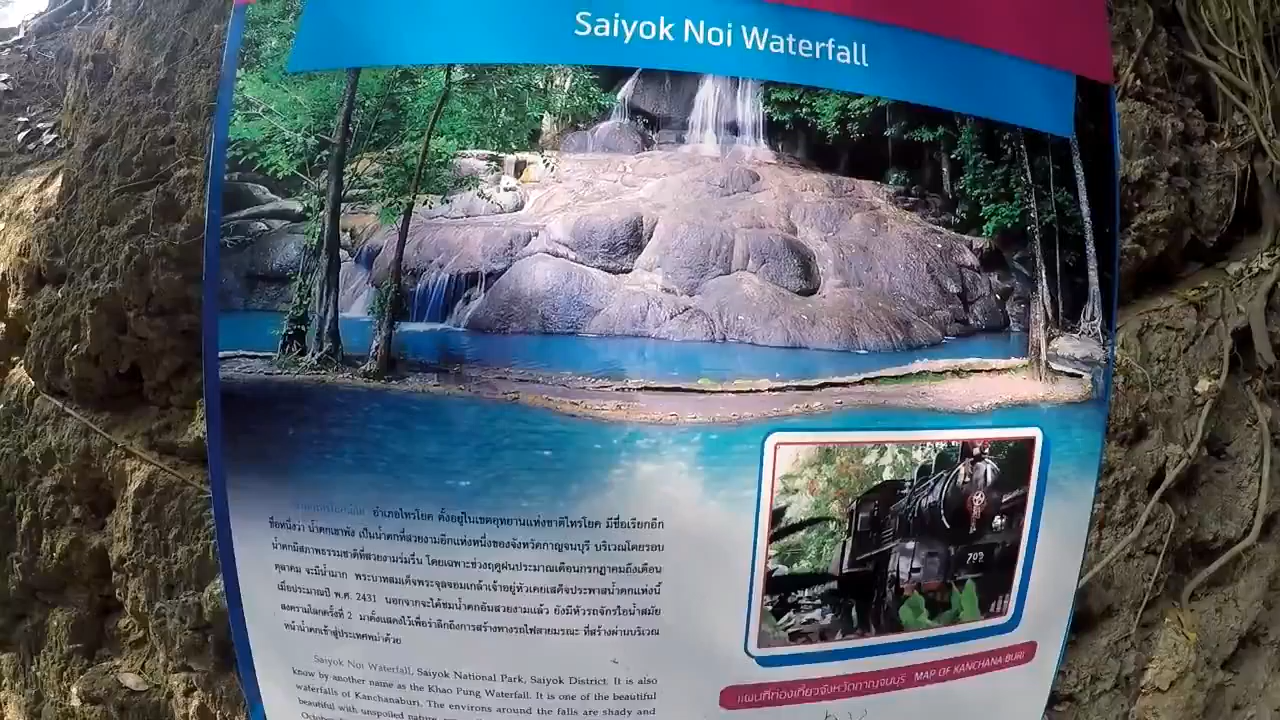 Saiyok Noi Waterfall
อำเภอไทรโยค ตั้งอยู่ในเขตอุทยานแห่งชาติไทรโยค มีชื่อเรียกอีก
ชื่อหนึ่งว่า น้ำตกเขาพัง เป็นน้ำตกที่สวยงามอีกแห่งหนึ่งของจังหวัดกาญจนบุรี บริเวณโดยรอบ
น้ำตกมีสภาพธรรมชาติที่สวยงามร่มรื่น โดยเฉพาะช่วงฤดูฝนประมาณเดือนกรกฎาคมถึงเดือน
ตุลาคม จะมีน้ำมาก พระบาทสมเด็จพระจุลจอมเกล้าเจ้าอยู่หัวเคยเสด็จประพาสน้ำตกแห่งนี้
เมื่อประมาณปี พ.ศ. 2431 นอกจากจะได้ชมน้ำตกอันสวยงามแล้ว ยังมีหัวรถจักรไอน้ำสมัย
สงครามโลกครั้งที่ 2 มาตั้งแสดงไว้เพื่อรำลึกถึงการสร้างทางรถไฟสายมรณะ ที่สร้างผ่านบริเวณ
หน้าน้ำตกเข้าสู่ประเทศพม่าด้วย
Saiyok Noi Waterfall, Saiyok National Park, Saiyok District. It is also
know by another name as the Khao Pung Waterfall. It is one of the beautiful
waterfalls of Kanchanaburi. The environs around the falls are shady and
beautiful with unspoiled nature
October
702
แผนที่ท่องเที่ยวจังหวัดกาญจนบุรี MAP OF KANCHANA BURI